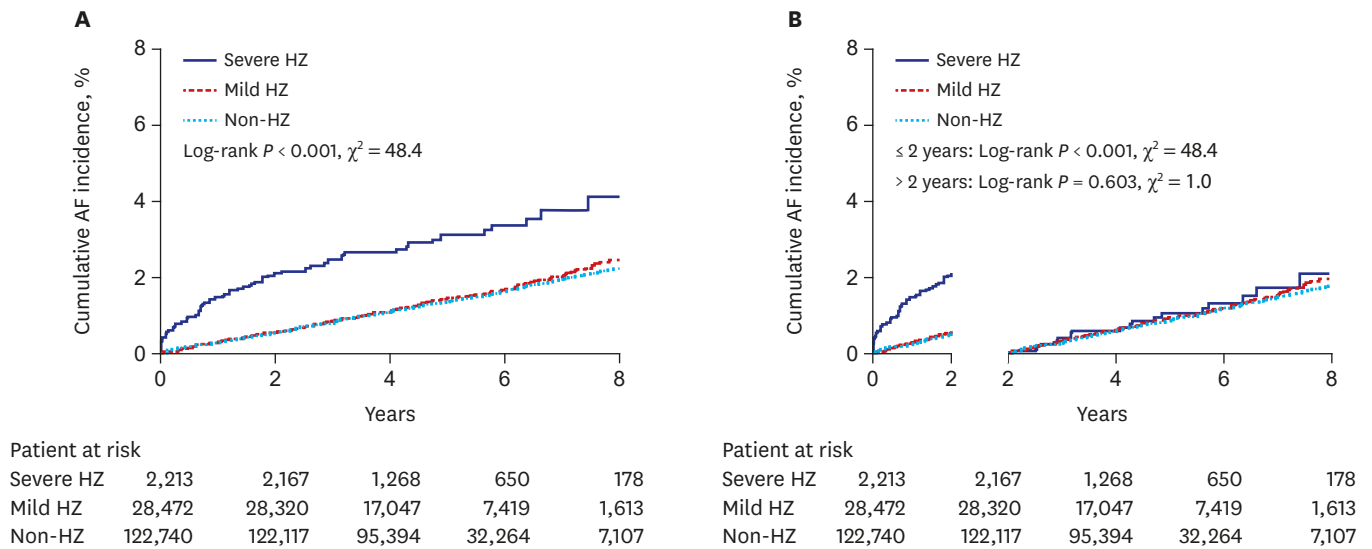 A
Cumulative AF incidence, %
8
6
4
2
0
Severe HZ
Mild HZ
Non-HZ
Log-rank P < 0.001, χ² = 48.4
0 2 4 6 8
Years
Patient at risk
Severe HZ 2,213 2,167 1,268 650 178
Mild HZ 28,472 28,320 17,047 7,419 1,613
Non-HZ 122,740 122,117 95,394 32,264 7,107
B
Cumulative AF incidence, %
8
6
4
2
0
Severe HZ
Mild HZ
Non-HZ
≤ 2 years: Log-rank P < 0.001, χ² = 48.4
> 2 years: Log-rank P = 0.603, χ² = 1.0
0 2 2 4 6 8
Years
Patient at risk
Severe HZ 2,213 2,167 1,268 650 178
Mild HZ 28,472 28,320 17,047 7,419 1,613
Non-HZ 122,740 122,117 95,394 32,264 7,107